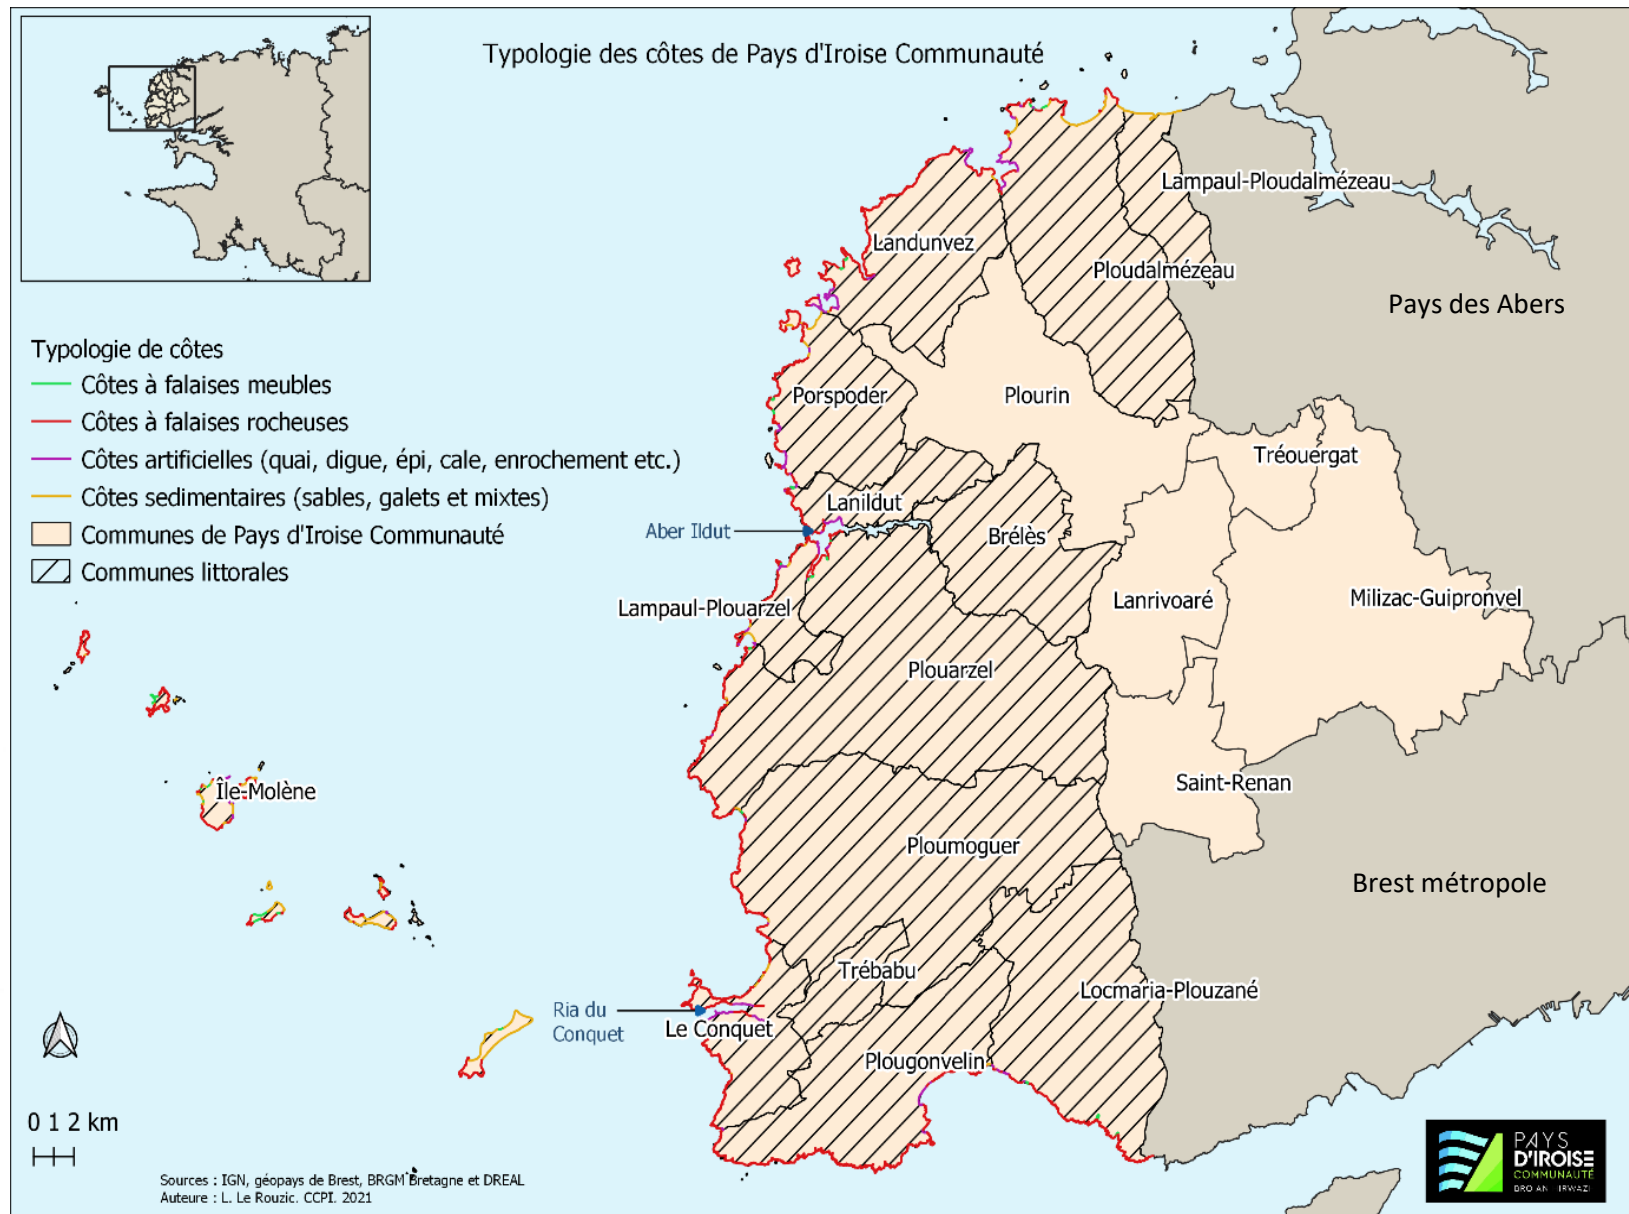 Typologie des côtes de Pays d'Iroise Communauté
Lampaul-Ploudalmézeau
Landunvez
Ploudalmézeau
Pays des Abers
Typologie de côtes
Côtes à falaises meubles
Côtes à falaises rocheuses
Côtes artificielles (quai, digue, épi, cale, enrochement etc.)
Côtes sedimentaires (sables, galets et mixtes)
Communes de Pays d'Iroise Communauté
Communes littorales
Porspoder
Plourin
Tréouergat
Lanildut
Aber Ildut
Brélès
Lanrivoaré
Milizac-Guipronvel
Lampaul-Plouarzel
Plouarzel
Île-Molène
Saint-Renan
Ploumoguer
Brest métropole
Trébabu
Locmaria-Plouzané
Ria du
Conquet
Le Conquet
Plougonvelin
0 1 2 km
Sources : IGN, géopays de Brest, BRGM Bretagne et DREAL
Auteure : L. Le Rouzic. CCPI. 2021
PAYS
D'IROISE
COMMUNAUTÉ
BRO AN HIRWAZ